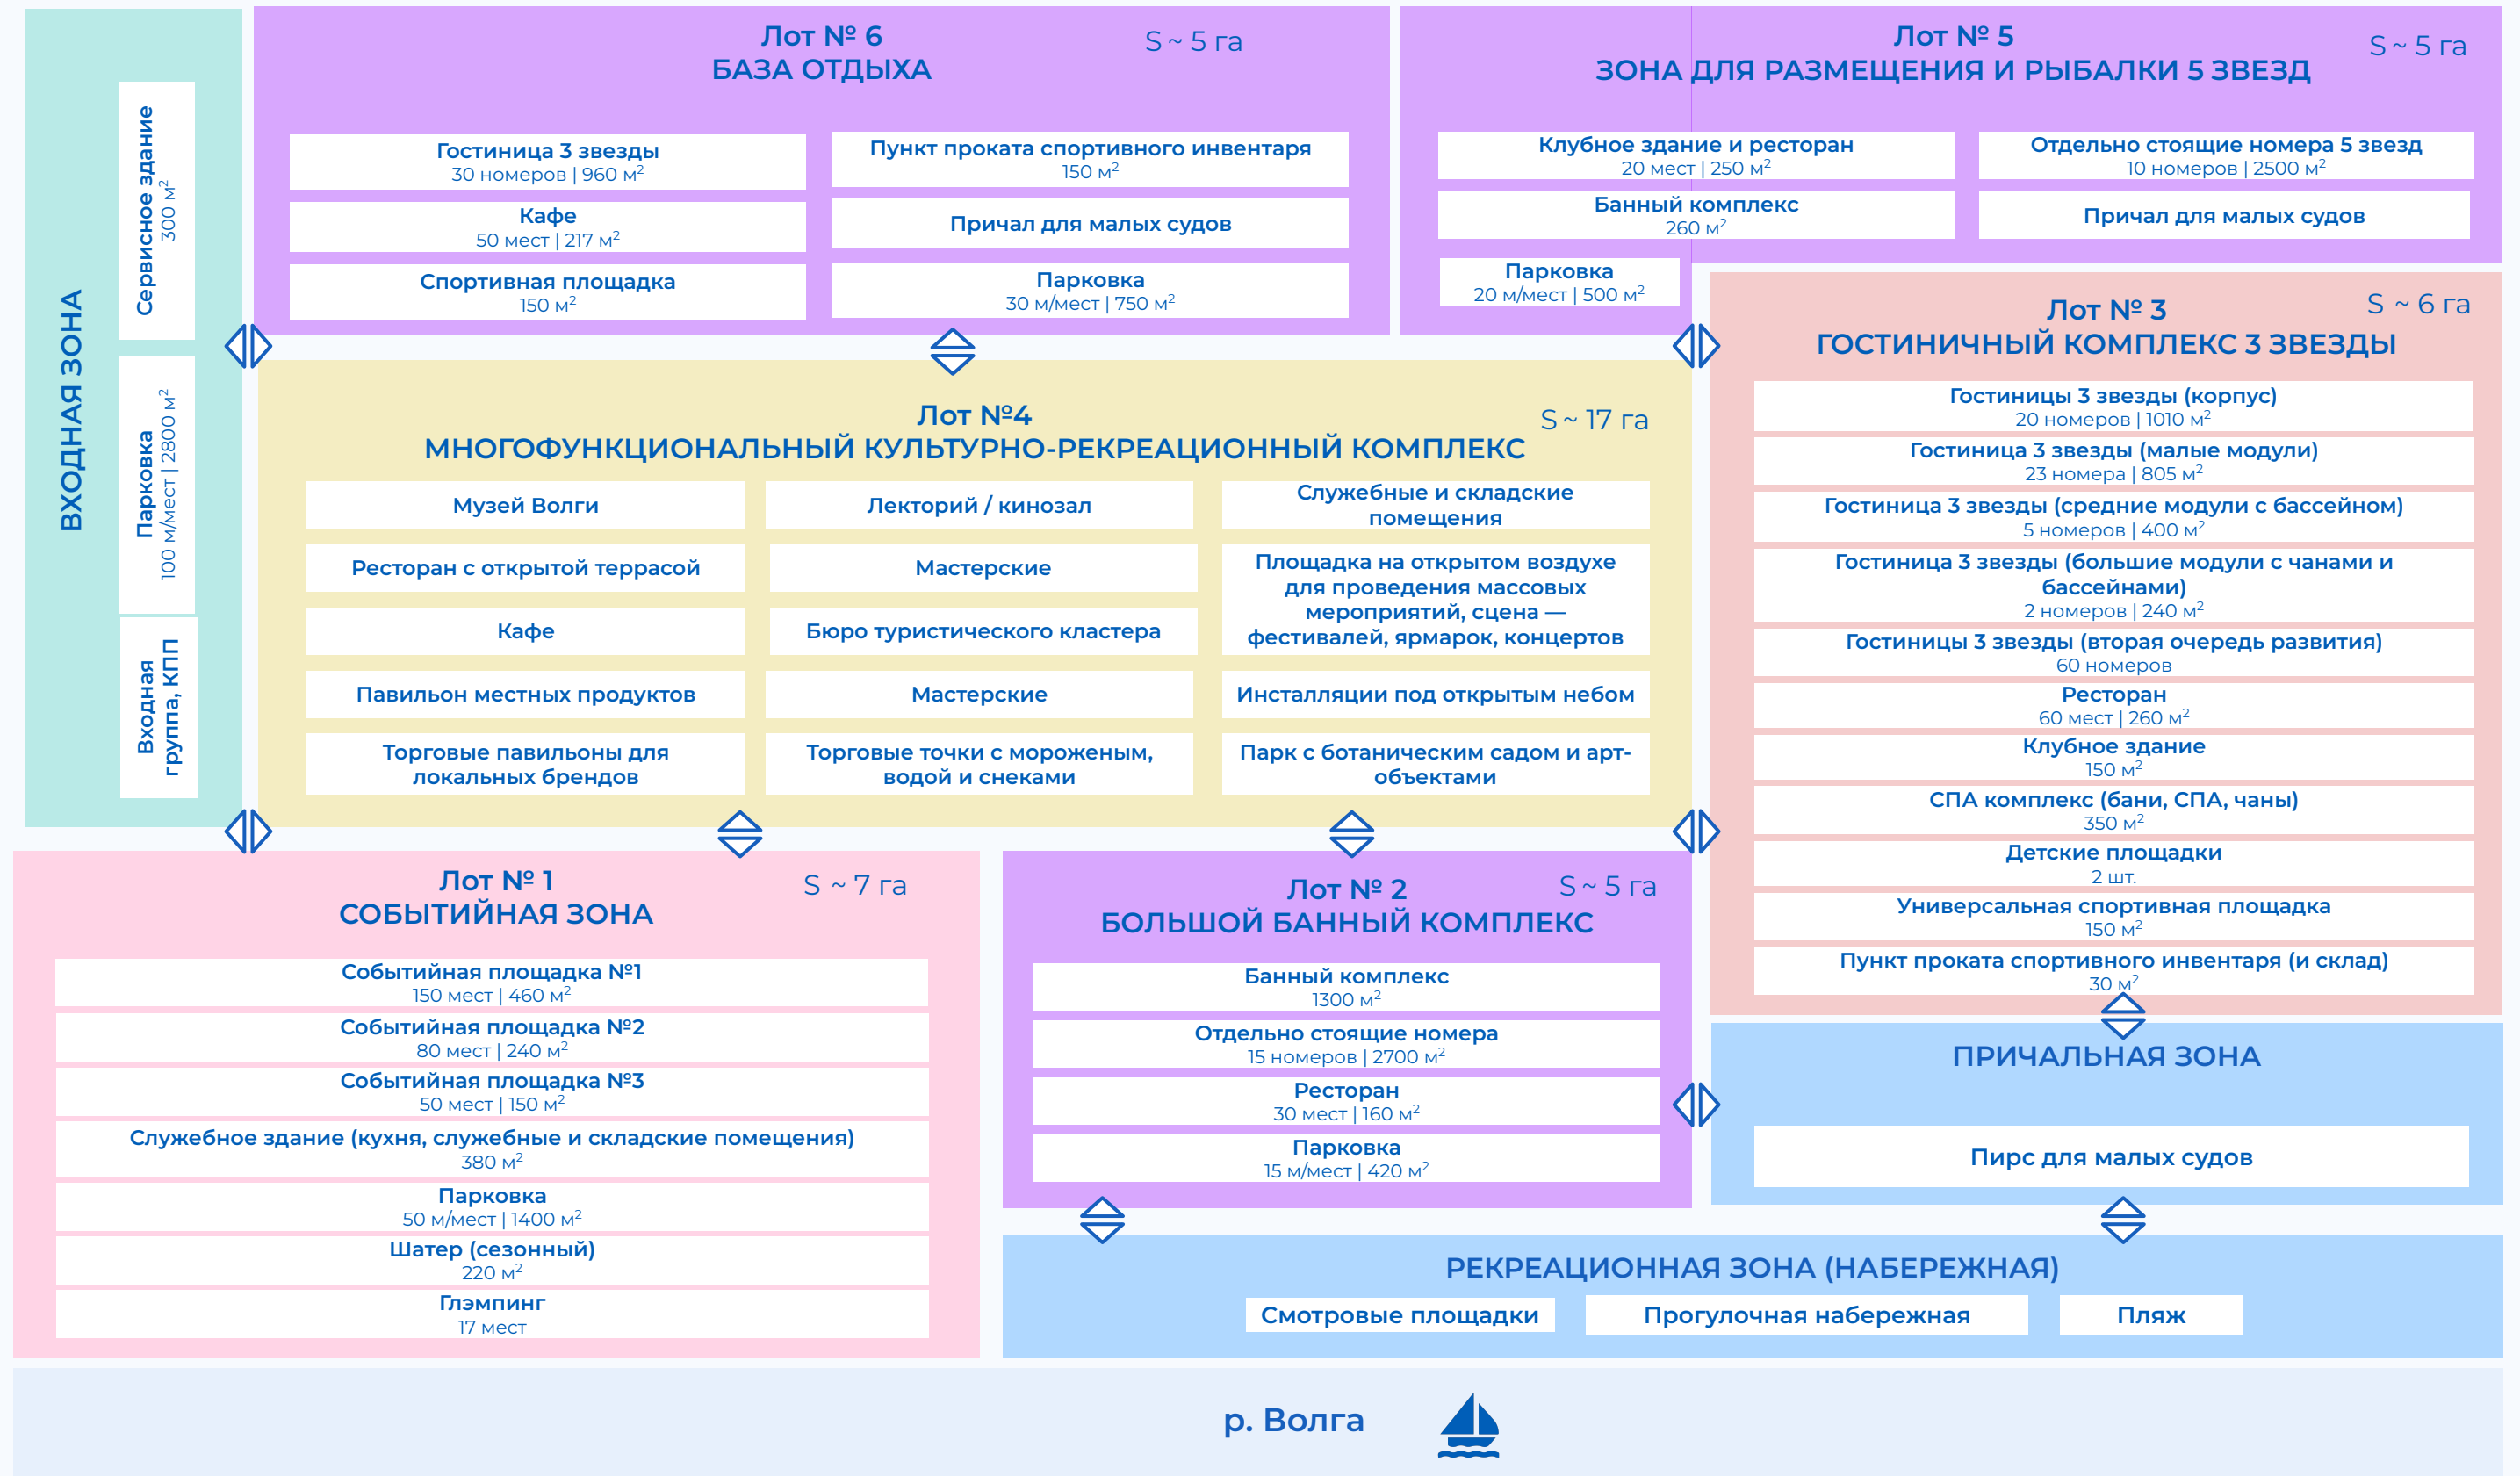 ВХОДНАЯ ЗОНА
Сервисное здание
300 м²
Парковка
100 м/мест | 2800 м²
Входная
группа, КПП
Лот № 6
БАЗА ОТДЫХА
S ~ 5 га
Гостиница 3 звезды
30 номеров | 960 м²
Кафе
50 мест | 217 м²
Спортивная площадка
150 м²
Пункт проката спортивного инвентаря
150 м²
Причал для малых судов
Парковка
30 м/мест | 750 м²
Лот № 5
ЗОНА ДЛЯ РАЗМЕЩЕНИЯ И РЫБАЛКИ 5 ЗВЕЗД
S ~ 5 га
Клубное здание и ресторан
20 мест | 250 м²
Банный комплекс
260 м²
Парковка
20 м/мест | 500 м²
Отдельно стоящие номера 5 звезд
10 номеров | 2500 м²
Причал для малых судов
Лот №4
МНОГОФУНКЦИОНАЛЬНЫЙ КУЛЬТУРНО-РЕКРЕАЦИОННЫЙ КОМПЛЕКС
S ~ 17 га
Музей Волги
Ресторан с открытой террасой
Кафе
Павильон местных продуктов
Торговые павильоны для
локальных брендов
Лекторий / кинозал
Мастерские
Бюро туристического кластера
Мастерские
Торговые точки с мороженым,
водой и снеками
Служебные и складские
помещения
Площадка на открытом воздухе
для проведения массовых
мероприятий, сцена —
фестивалей, ярмарок, концертов
Инсталляции под открытым небом
Парк с ботаническим садом и арт-
объектами
Лот № 3
ГОСТИНИЧНЫЙ КОМПЛЕКС 3 ЗВЕЗДЫ
S ~ 6 га
Гостиницы 3 звезды (корпус)
20 номеров | 1010 м²
Гостиница 3 звезды (малые модули)
23 номера | 805 м²
Гостиница 3 звезды (средние модули с бассейном)
5 номеров | 400 м²
Гостиница 3 звезды (большие модули с чанами и
бассейнами)
2 номеров | 240 м²
Гостиницы 3 звезды (вторая очередь развития)
60 номеров
Ресторан
60 мест | 260 м²
Клубное здание
150 м²
СПА комплекс (бани, СПА, чаны)
350 м²
Детские площадки
2 шт.
Универсальная спортивная площадка
150 м²
Пункт проката спортивного инвентаря (и склад)
30 м²
Лот № 1
СОБЫТИЙНАЯ ЗОНА
S ~ 7 га
Событийная площадка №1
150 мест | 460 м²
Событийная площадка №2
80 мест | 240 м²
Событийная площадка №3
50 мест | 150 м²
Служебное здание (кухня, служебные и складские помещения)
380 м²
Парковка
50 м/мест | 1400 м²
Шатер (сезонный)
220 м²
Глэмпинг
17 мест
Лот № 2
БОЛЬШОЙ БАННЫЙ КОМПЛЕКС
S ~ 5 га
Банный комплекс
1300 м²
Отдельно стоящие номера
15 номеров | 2700 м²
Ресторан
30 мест | 160 м²
Парковка
15 м/мест | 420 м²
ПРИЧАЛЬНАЯ ЗОНА
Пирс для малых судов
РЕКРЕАЦИОННАЯ ЗОНА (НАБЕРЕЖНАЯ)
Смотровые площадки
Прогулочная набережная
Пляж
р. Волга